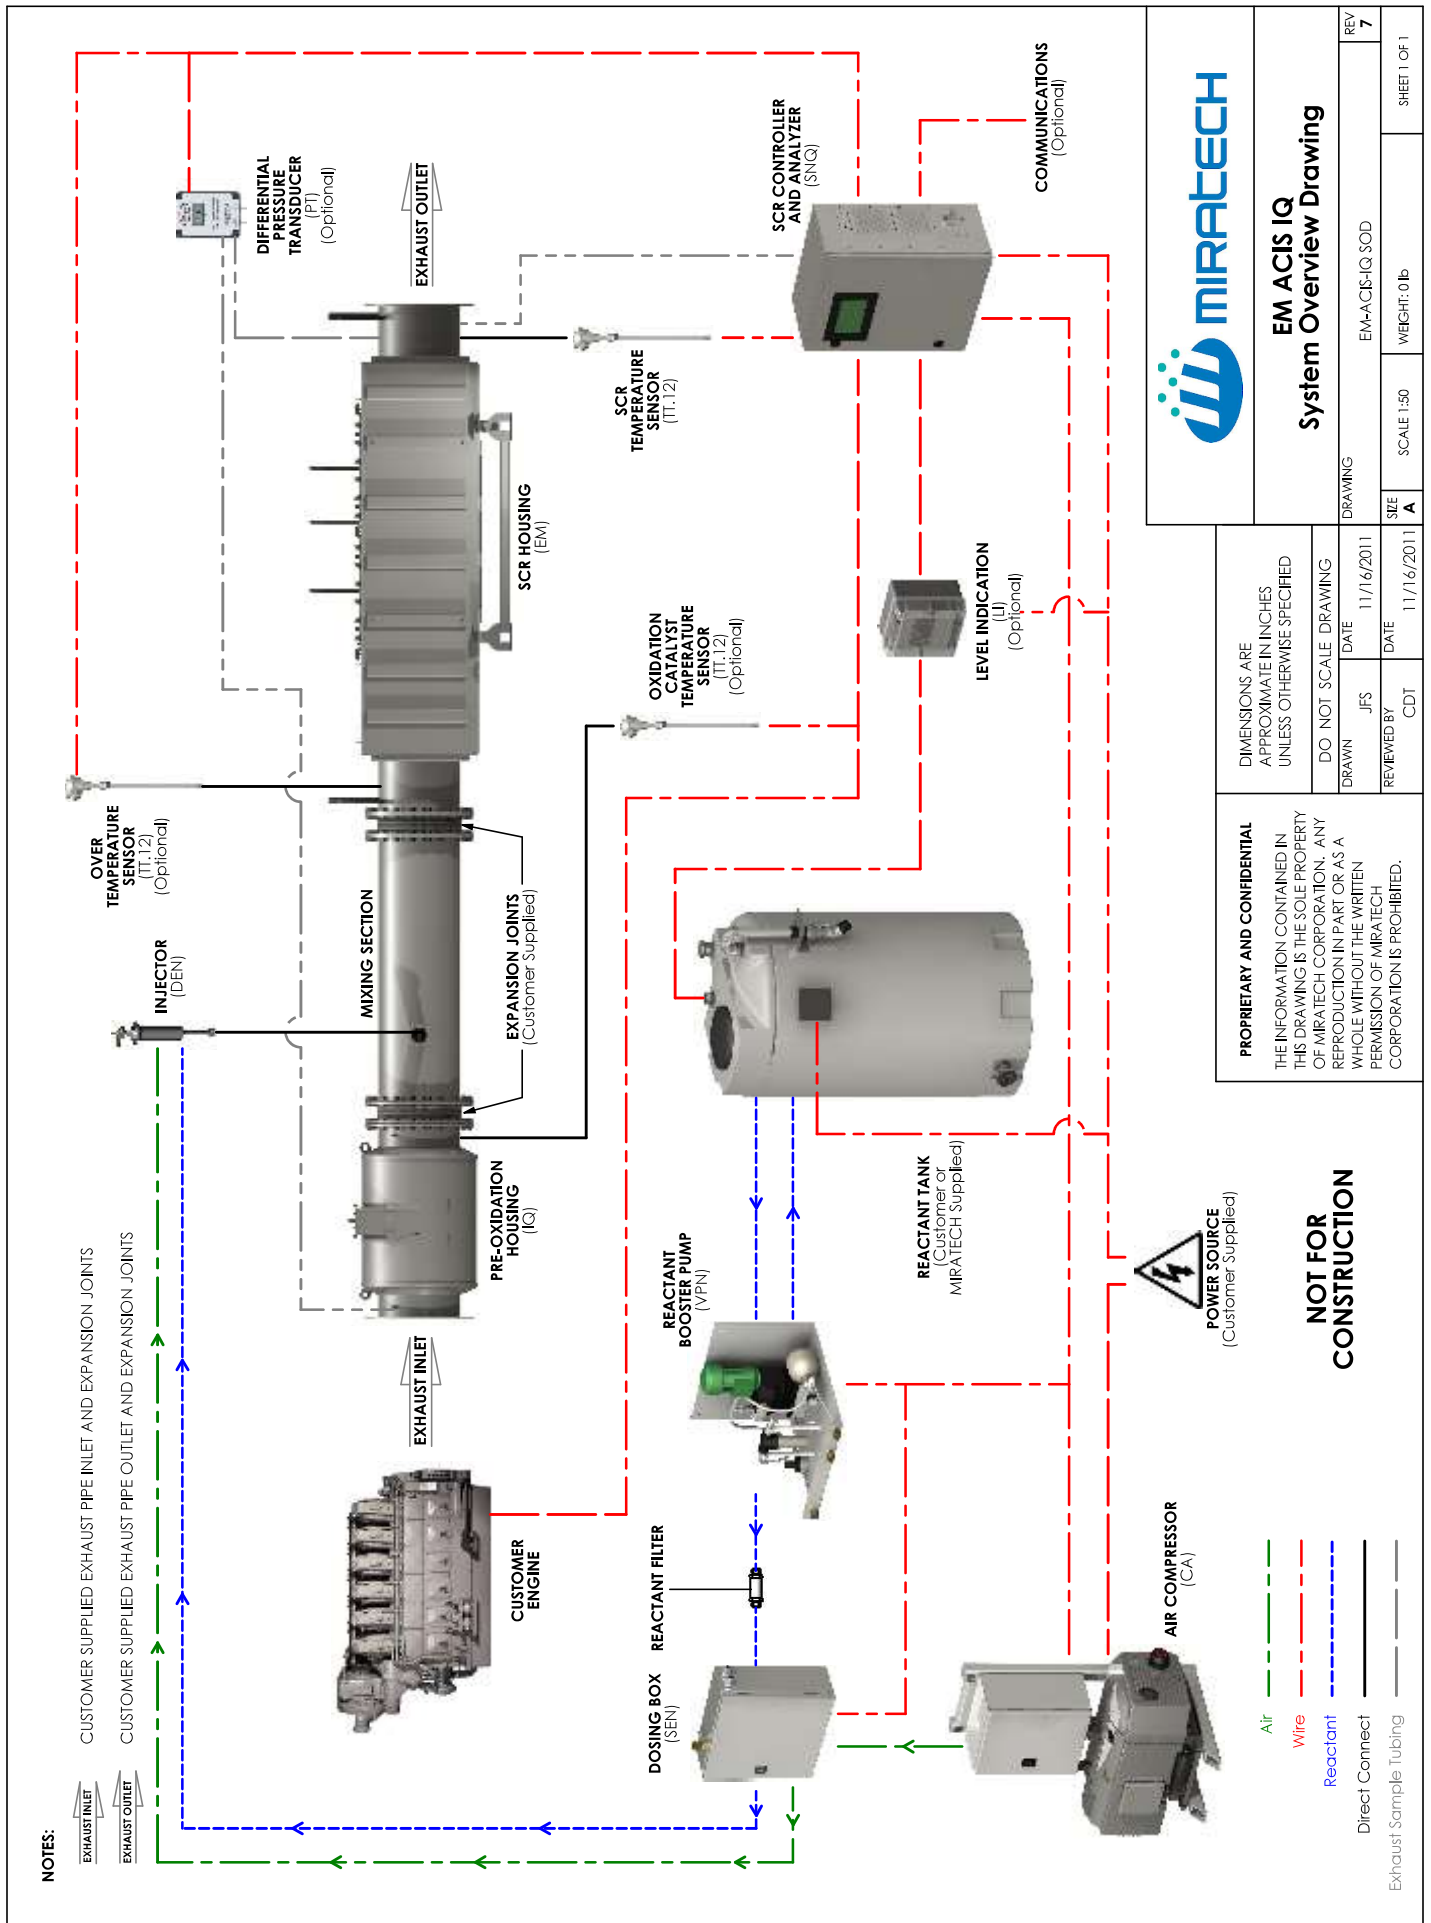 NOTES:
EXHAUST INLET
CUSTOMER SUPPLIED EXHAUST PIPE INLET AND EXPANSION JOINTS
EXHAUST OUTLET
CUSTOMER SUPPLIED EXHAUST PIPE OUTLET AND EXPANSION JOINTS
INJECTOR
(DEN)
OVER
TEMPERATURE
SENSOR
(TT.12)
(Optional)
DIFFERENTIAL
PRESSURE
TRANSDUCER
(PT)
(Optional)
EXHAUST INLET
MIXING SECTION
EXHAUST OUTLET
CUSTOMER
ENGINE
PRE-OXIDATION
HOUSING
(IQ)
EXPANSION JOINTS
(Customer Supplied)
SCR HOUSING
(EM)
OXIDATION
CATALYST
TEMPERATURE
SENSOR
(TT.12)
(Optional)
SCR
TEMPERATURE
SENSOR
(TT.12)
SCR CONTROLLER
AND ANALYZER
(SNQ)
DOSING BOX
(SEN)
REACTANT FILTER
REACTANT
BOOSTER PUMP
(VPN)
REACTANT TANK
(Customer or
MIRATECH Supplied)
LEVEL INDICATION
(LI)
(Optional)
COMMUNICATIONS
(Optional)
AIR COMPRESSOR
(CA)
POWER SOURCE
(Customer Supplied)
Air
Wire
Reactant
Direct Connect
Exhaust Sample Tubing
NOT FOR
CONSTRUCTION
PROPRIETARY AND CONFIDENTIAL
THE INFORMATION CONTAINED IN
THIS DRAWING IS THE SOLE PROPERTY
OF MIRATECH CORPORATION. ANY
REPRODUCTION IN PART OR AS A
WHOLE WITHOUT THE WRITTEN
PERMISSION OF MIRATECH
CORPORATION IS PROHIBITED.
DIMENSIONS ARE
APPROXIMATE IN INCHES
UNLESS OTHERWISE SPECIFIED
DO NOT SCALE DRAWING
DRAWN JFS DATE 11/16/2011
REVIEWED BY CDT DATE 11/16/2011
MIRATECH
EM ACIS IQ
System Overview Drawing
DRAWING EM-ACIS-IQ SOD REV 7
SIZE A SCALE 1:50 WEIGHT: 0 lb SHEET 1 OF 1